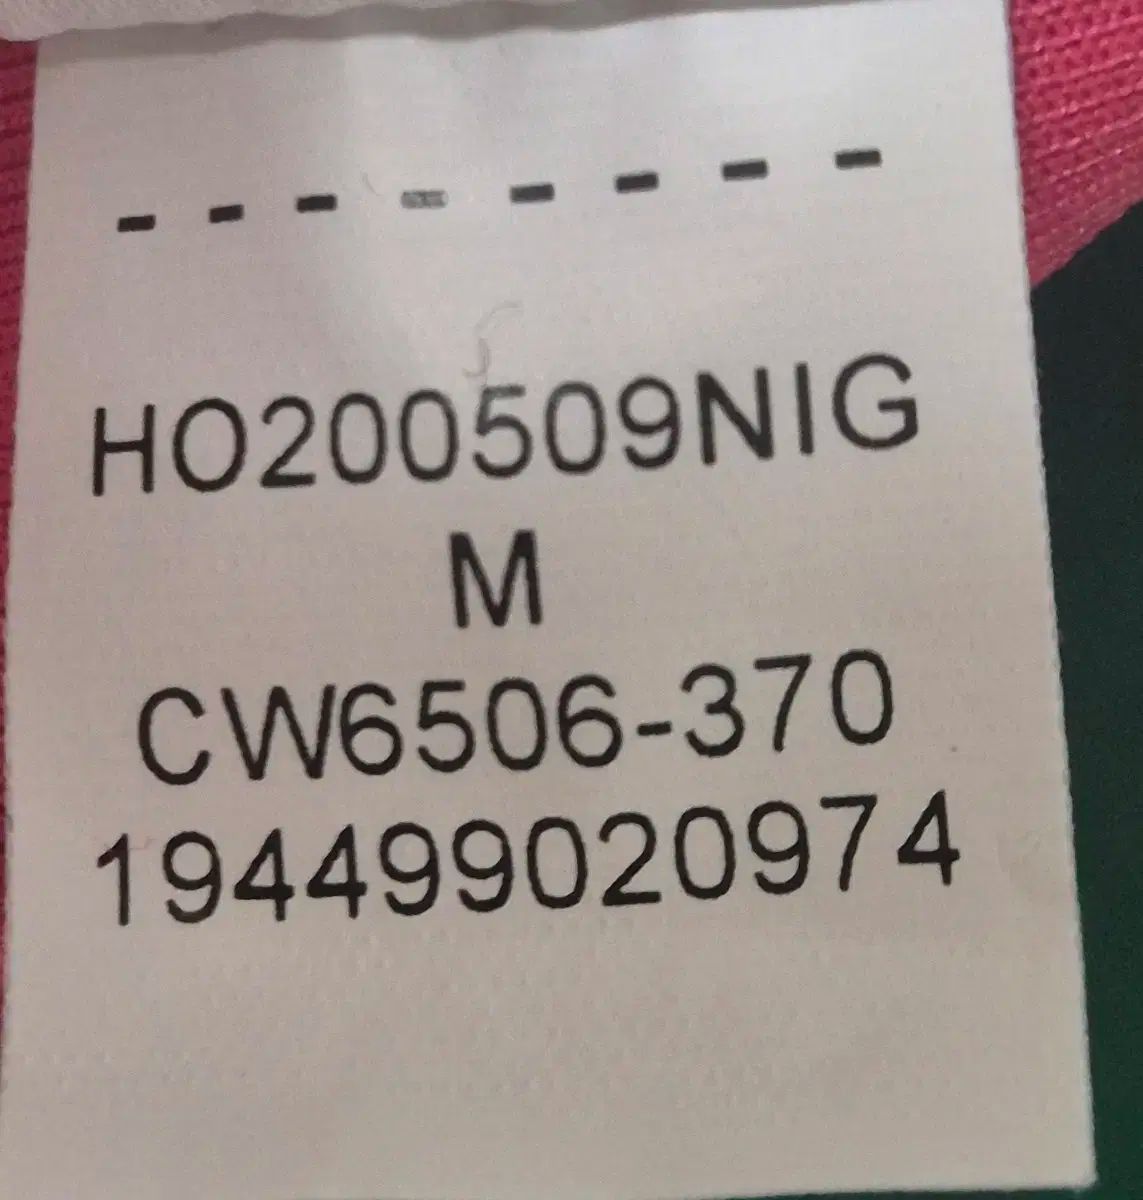 - - - - - - - -
HO200509NIG
M
CW6506-370
194499020974